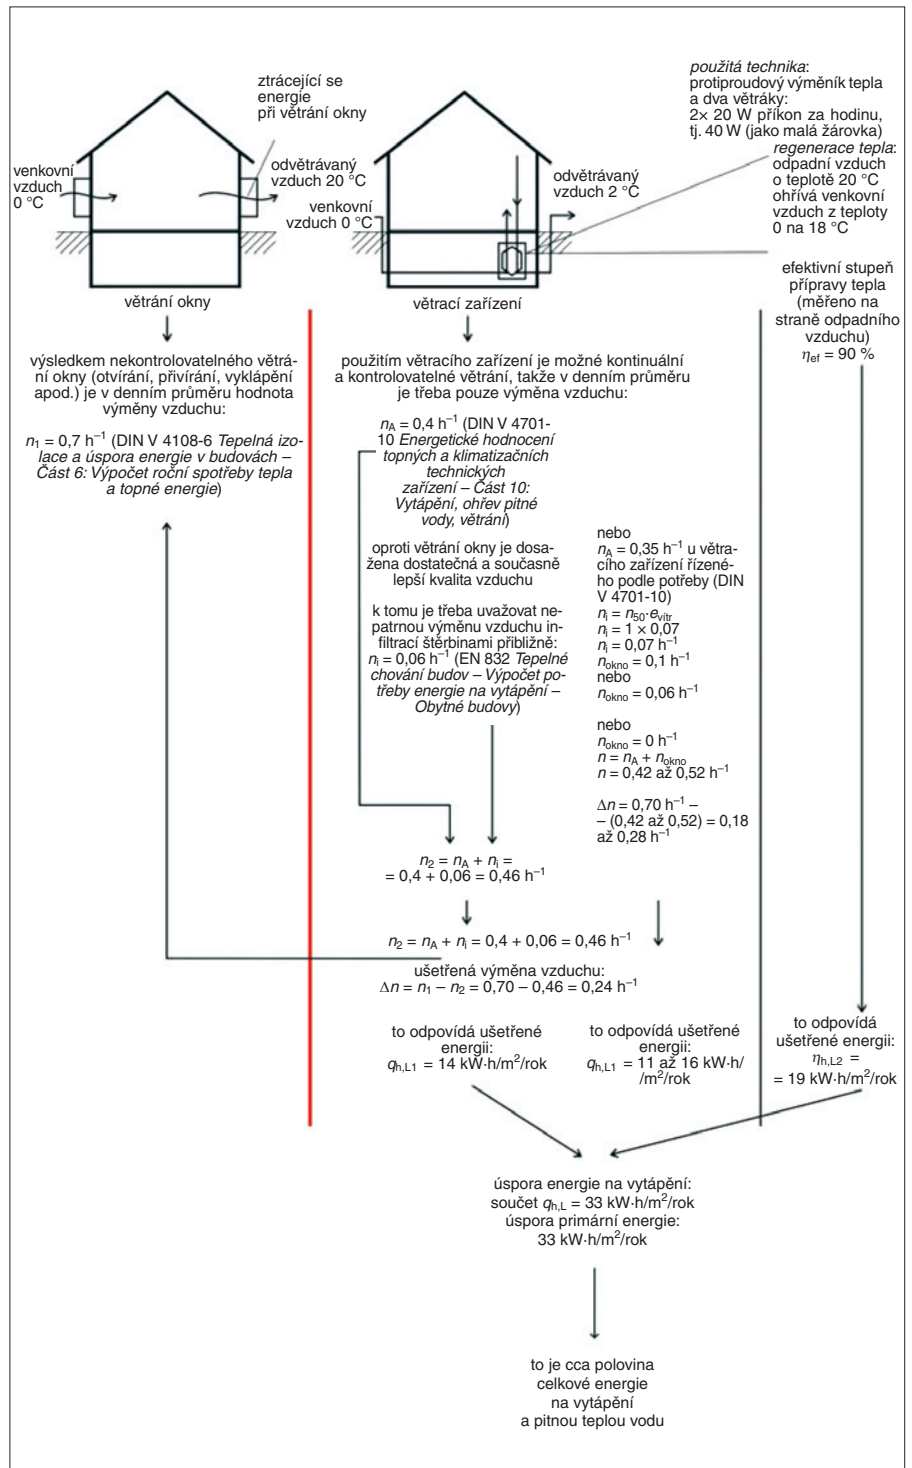 ztrácející se
energie
při větrání okny
venkovní
vzduch
0 °C
odvětrávaný
vzduch 20 °C
větrání okny
venkovní
vzduch 0 °C
odvětrávaný
vzduch 2 °C
větrací zařízení
použitá technika:
protiproudový výměník tepla
a dva větráky:
2× 20 W příkon za hodinu,
tj. 40 W (jako malá žárovka)
regenerace tepla:
odpadní vzduch
o teplotě 20 °C
ohřívá venkovní
vzduch z teploty
0 na 18 °C
efektivní stupeň
přípravy tepla
(měřeno na
straně odpadního
vzduchu)
ηef = 90 %
výsledkem nekontrolovatelného větrá-
ní okny (otvírání, přivírání, vyklápění
apod.) je v denním průměru hodnota
výměny vzduchu:
n1 = 0,7 h–1 (DIN V 4108-6 Tepelná izo-
lace a úspora energie v budovách –
Část 6: Výpočet roční spotřeby tepla
a topné energie)
použitím větracího zařízení je možné kontinuální
a kontrolovatelné větrání, takže v denním průměru
je třeba pouze výměna vzduchu:
nA = 0,4 h–1 (DIN V 4701-
10 Energetické hodnocení
topných a klimatizačních
technických
zařízení – Část 10:
Vytápění, ohřev pitné
vody, větrání)
oproti větrání okny je dosa-
žena dostatečná a současně
lepší kvalita vzduchu
k tomu je třeba uvažovat ne-
patrnou výměnu vzduchu in-
filtrací štěrbinami přibližně:
ni = 0,06 h–1 (EN 832 Tepelné
chování budov – Výpočet po-
třeby energie na vytápění –
Obytné budovy)
nebo
nA = 0,35 h–1 u větra-
cího zařízení řízené-
ho podle potřeby (DIN
V 4701-10)
ni = n50·evítr
ni = 1 × 0,07
ni = 0,07 h–1
nokno = 0,1 h–1
nebo
nokno = 0,06 h–1
nebo
nokno = 0 h–1
n = nA + nokno
n = 0,42 až 0,52 h–1
Δn = 0,70 h–1 –
– (0,42 až 0,52) = 0,18
až 0,28 h–1
n2 = nA + ni =
= 0,4 + 0,06 = 0,46 h–1
n2 = nA + ni = 0,4 + 0,06 = 0,46 h–1
ušetřená výměna vzduchu:
Δn = n1 – n2 = 0,70 – 0,46 = 0,24 h–1
to odpovídá ušetřené
energii:
qh,L1 = 14 kW·h/m2/rok
to odpovídá ušetřené
energii:
qh,L1 = 11 až 16 kW·h/
/m2/rok
to odpovídá
ušetřené energii:
ηh,L2 =
= 19 kW·h/m2/rok
úspora energie na vytápění:
součet qh,L = 33 kW·h/m2/rok
úspora primární energie:
33 kW·h/m2/rok
to je cca polovina
celkové energie
na vytápění
a pitnou teplou vodu